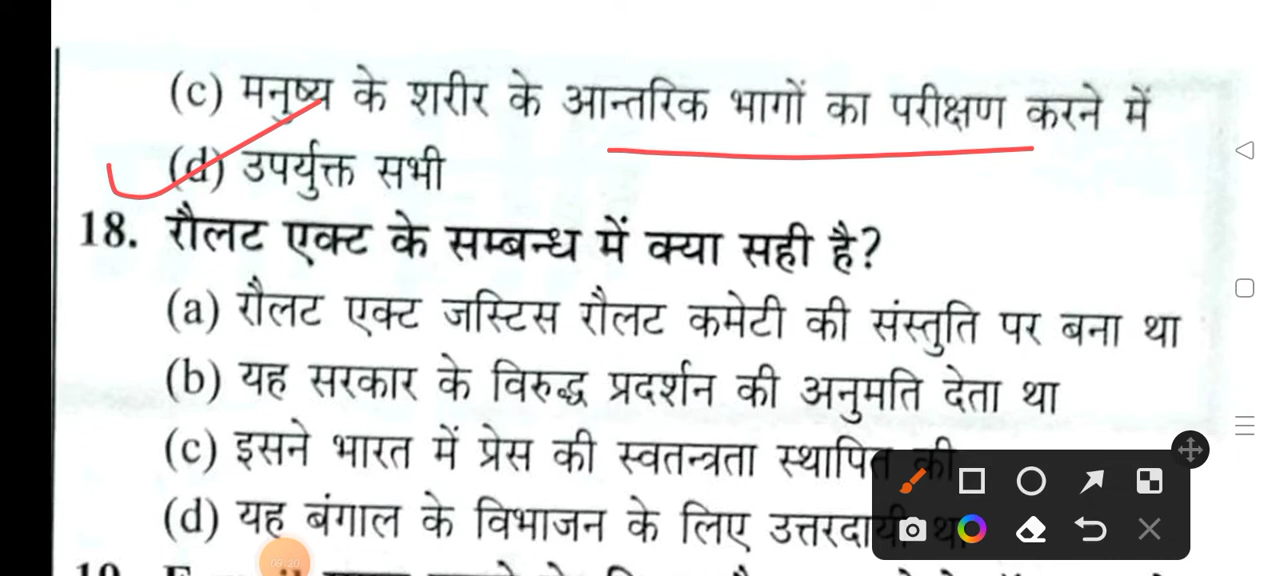 (c) मनुष्य के शरीर के आन्तरिक भागों का परीक्षण करने में
(d) उपर्युक्त सभी
18. रौलट एक्ट के सम्बन्ध में क्या सही है?
(a) रौलट एक्ट जस्टिस रौलट कमेटी की संस्तुति पर बना था
(b) यह सरकार के विरुद्ध प्रदर्शन की अनुमति देता था
(c) इसने भारत में प्रेस की स्वतन्त्रता स्थापित की
(d) यह बंगाल के विभाजन के लिए उत्तरदायी था